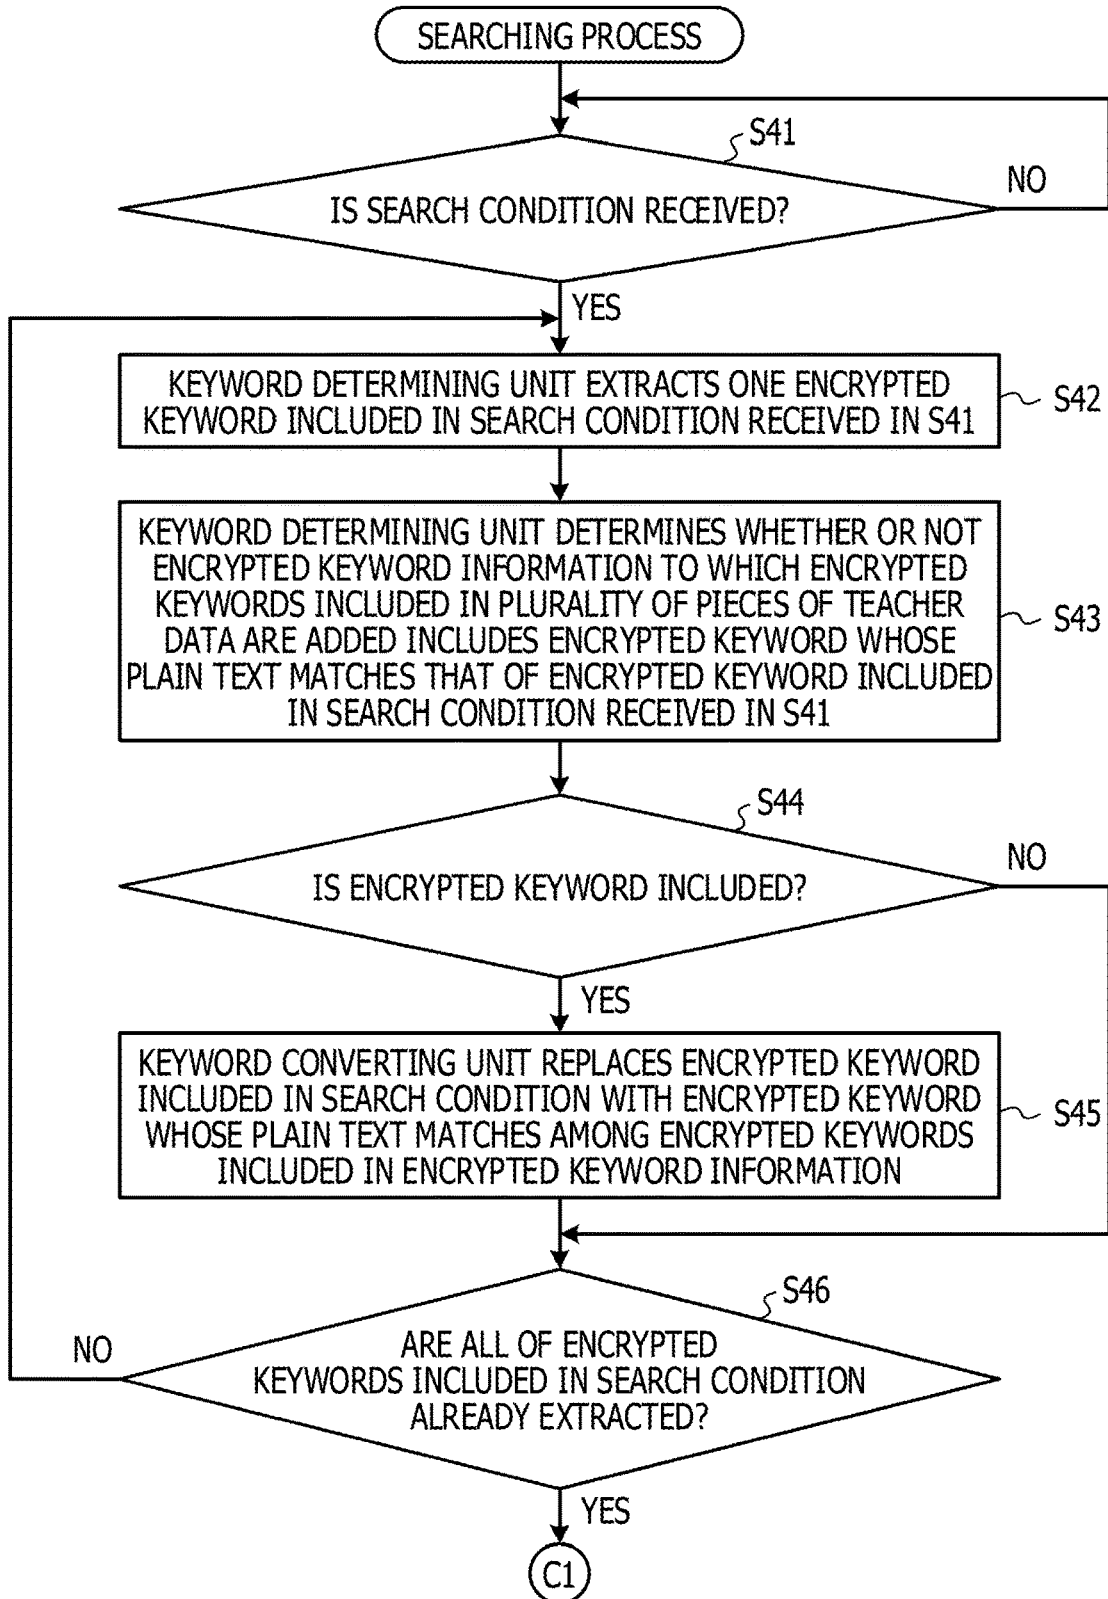 SEARCHING PROCESS
S41
NO
IS SEARCH CONDITION RECEIVED?
YES
KEYWORD DETERMINING UNIT EXTRACTS ONE ENCRYPTED
KEYWORD INCLUDED IN SEARCH CONDITION RECEIVED IN S41
S42
KEYWORD DETERMINING UNIT DETERMINES WHETHER OR NOT
ENCRYPTED KEYWORD INFORMATION TO WHICH ENCRYPTED
KEYWORDS INCLUDED IN PLURALITY OF PIECES OF TEACHER
DATA ARE ADDED INCLUDES ENCRYPTED KEYWORD WHOSE
PLAIN TEXT MATCHES THAT OF ENCRYPTED KEYWORD INCLUDED
IN SEARCH CONDITION RECEIVED IN S41
S43
S44
NO
IS ENCRYPTED KEYWORD INCLUDED?
YES
KEYWORD CONVERTING UNIT REPLACES ENCRYPTED KEYWORD
INCLUDED IN SEARCH CONDITION WITH ENCRYPTED KEYWORD
WHOSE PLAIN TEXT MATCHES AMONG ENCRYPTED KEYWORDS
INCLUDED IN ENCRYPTED KEYWORD INFORMATION
S45
S46
NO
ARE ALL OF ENCRYPTED
KEYWORDS INCLUDED IN SEARCH CONDITION
ALREADY EXTRACTED?
YES
C1